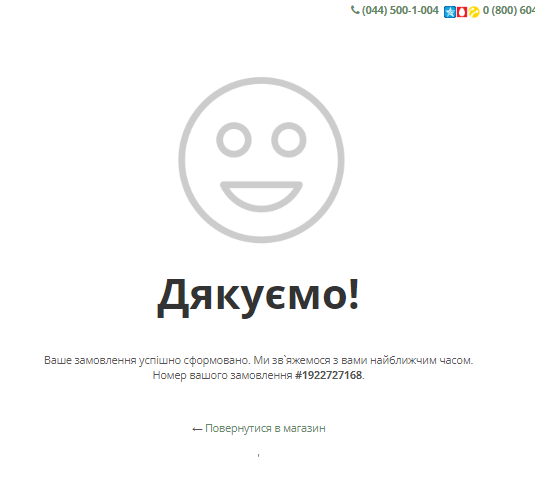 (044) 500-1-004 0 (800) 604
Дякуємо!
Ваше замовлення успішно сформовано. Ми зв`яжемося з вами найближчим часом.
Номер вашого замовлення #1922727168.
← Повернутися в магазин